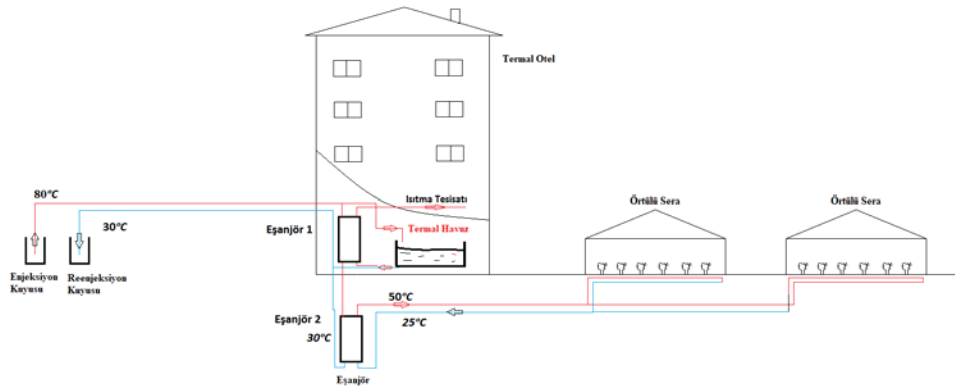 Termal Otel
Örtülü Sera
Örtülü Sera
80°C
Isıtma Tesisatı
30°C
Eşanjör 1
Termal Havuz
Enjeksiyon
Kuyusu
Reenjeksiyon
Kuyusu
50°C
Eşanjör 2
25°C
30°C
Eşanjör